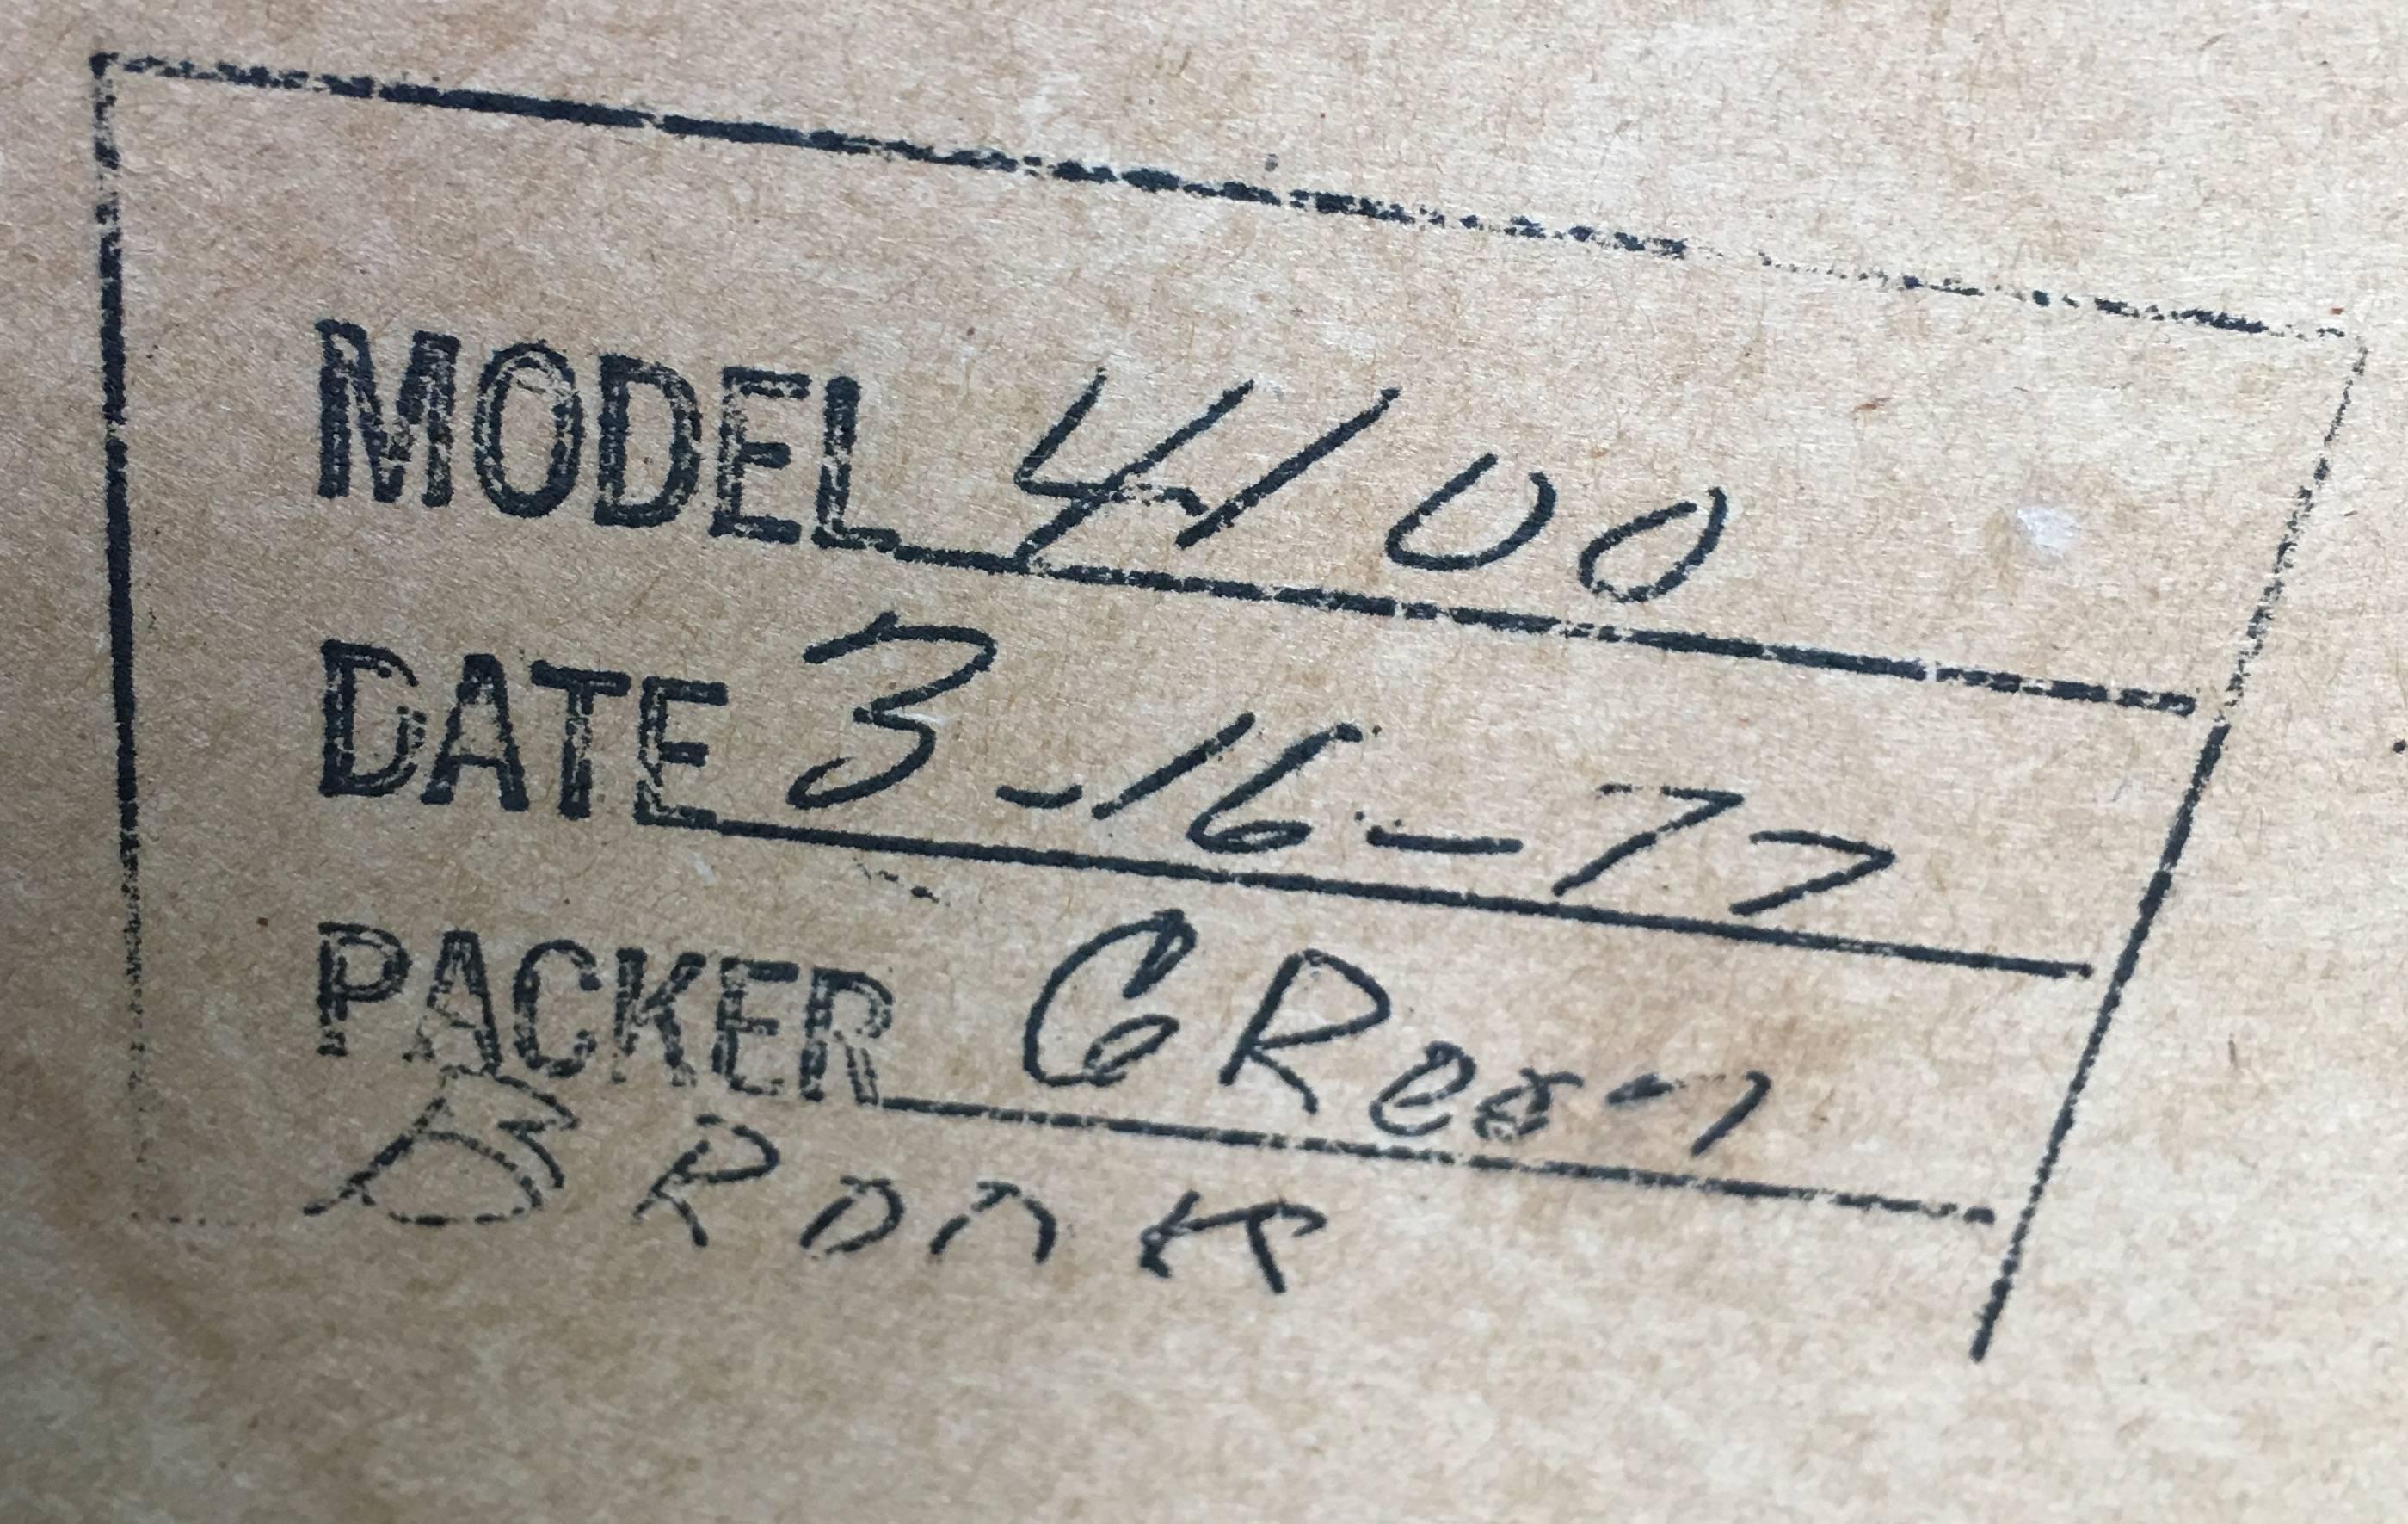 MODEL 4100
DATE 3-16-77
PACKER GReen
BRook